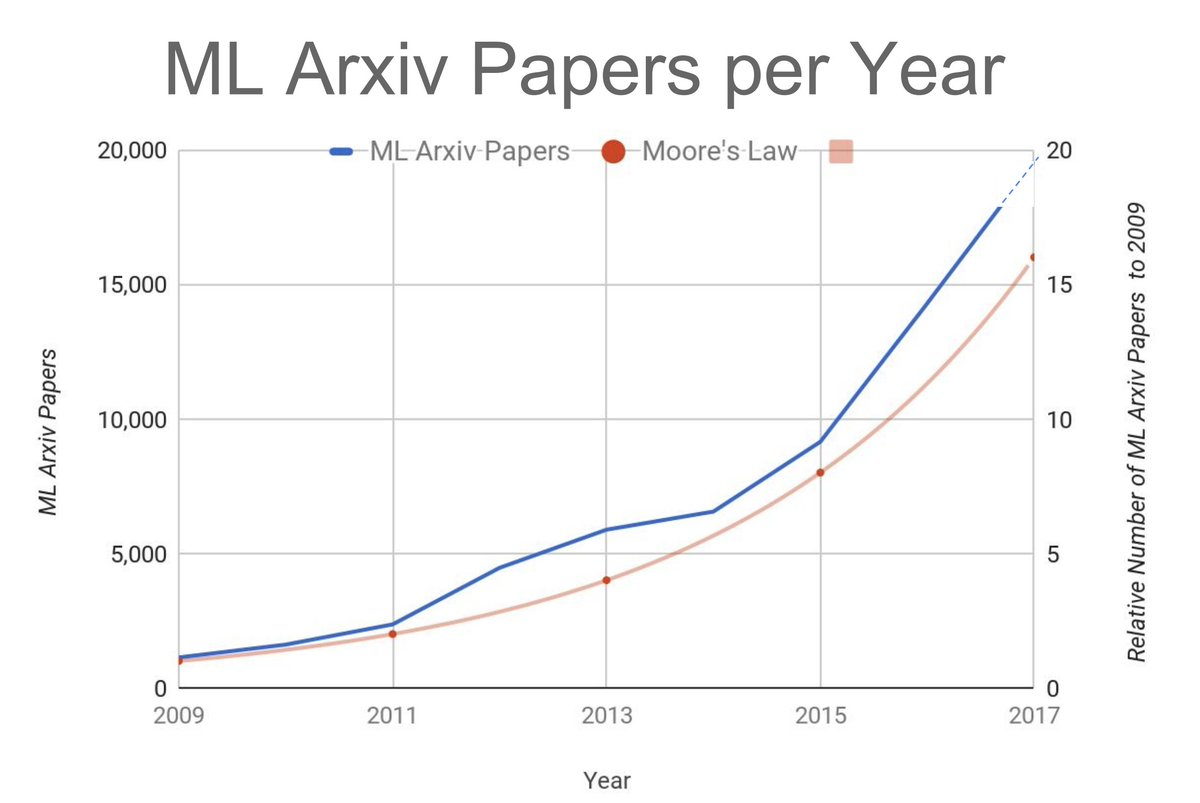 ML Arxiv Papers per Year
ML Arxiv Papers Moore's Law
20,000
15,000
10,000
5,000
0
ML Arxiv Papers
20
15
10
5
0
Relative Number of ML Arxiv Papers to 2009
2009 2011 2013 2015 2017
Year